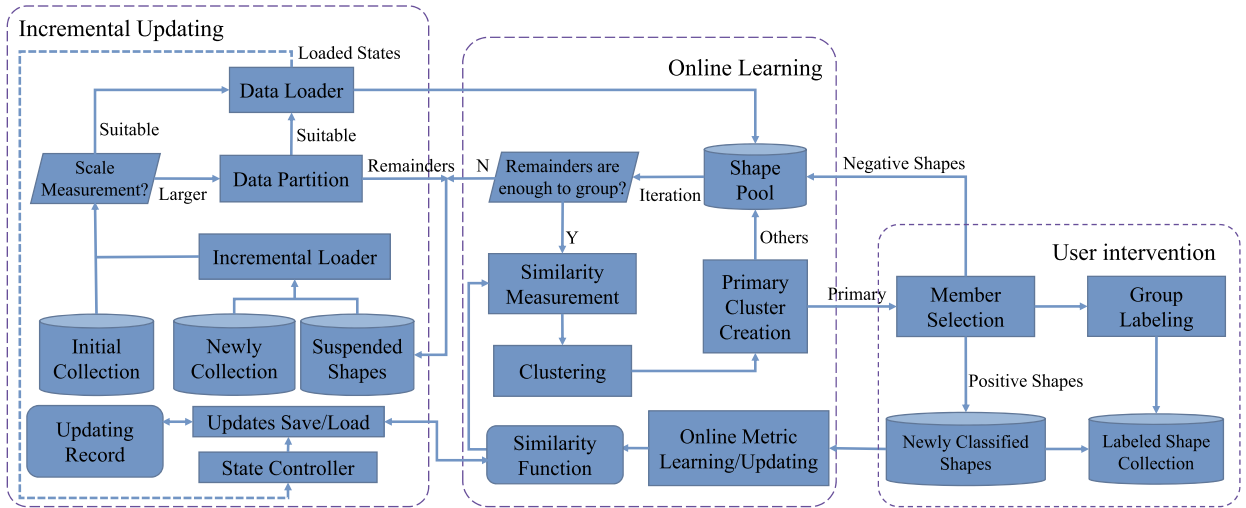 Incremental Updating
Loaded States
Data Loader
Suitable
Suitable
Scale
Measurement?
Larger
Data Partition
Remainders
Incremental Loader
Initial
Collection
Newly
Collection
Suspended
Shapes
Updating
Record
Updates Save/Load
State Controller
Online Learning
N
Remainders are
enough to group?
Iteration
Shape
Pool
Negative Shapes
Y
Others
Similarity
Measurement
Primary
Cluster
Creation
Primary
Clustering
Similarity
Function
Online Metric
Learning/Updating
User intervention
Member
Selection
Group
Labeling
Positive Shapes
Newly Classified
Shapes
Labeled Shape
Collection